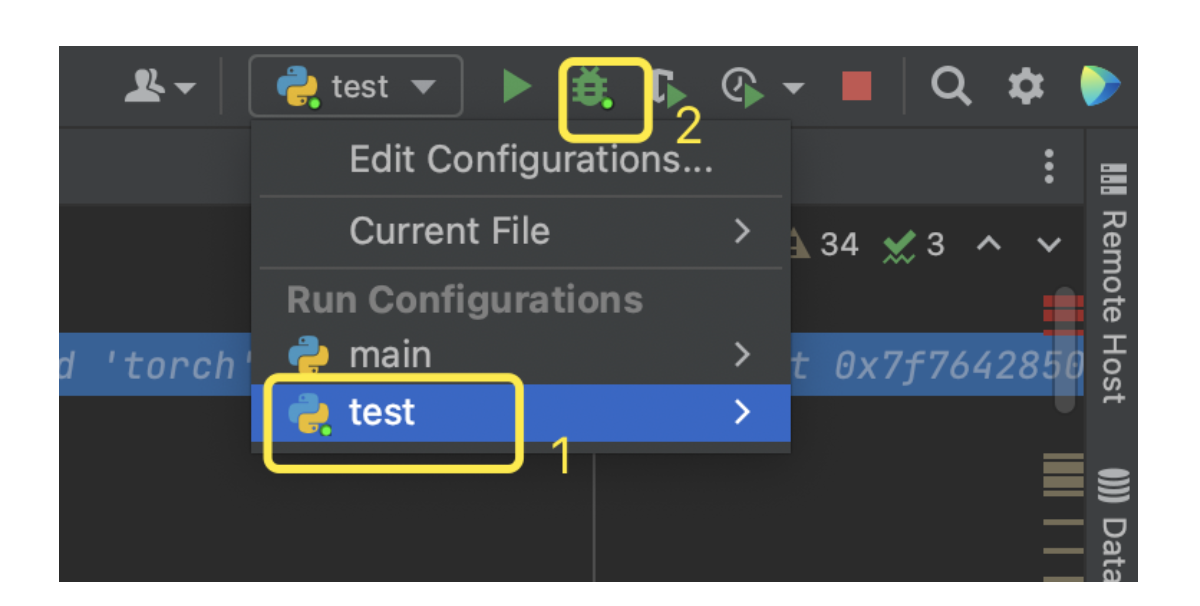 test
2
Edit Configurations...
Current File
34
3
Run Configurations
main
'torch'
0x7f7642850
test
1
Remote Host
Data